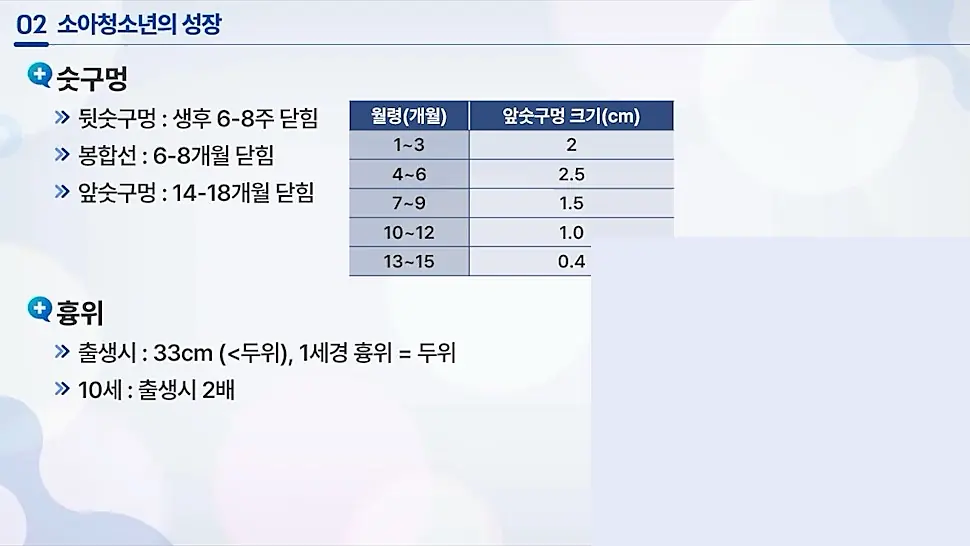 02 소아청소년의 성장
숫구멍
뒷숫구멍 : 생후 6-8주 닫힘
봉합선 : 6-8개월 닫힘
앞숫구멍 : 14-18개월 닫힘
월령(개월) 앞숫구멍 크기(cm)
1~3 2
4~6 2.5
7~9 1.5
10~12 1.0
13~15 0.4
흉위
출생시 : 33cm (<두위), 1세경 흉위 = 두위
10세 : 출생시 2배